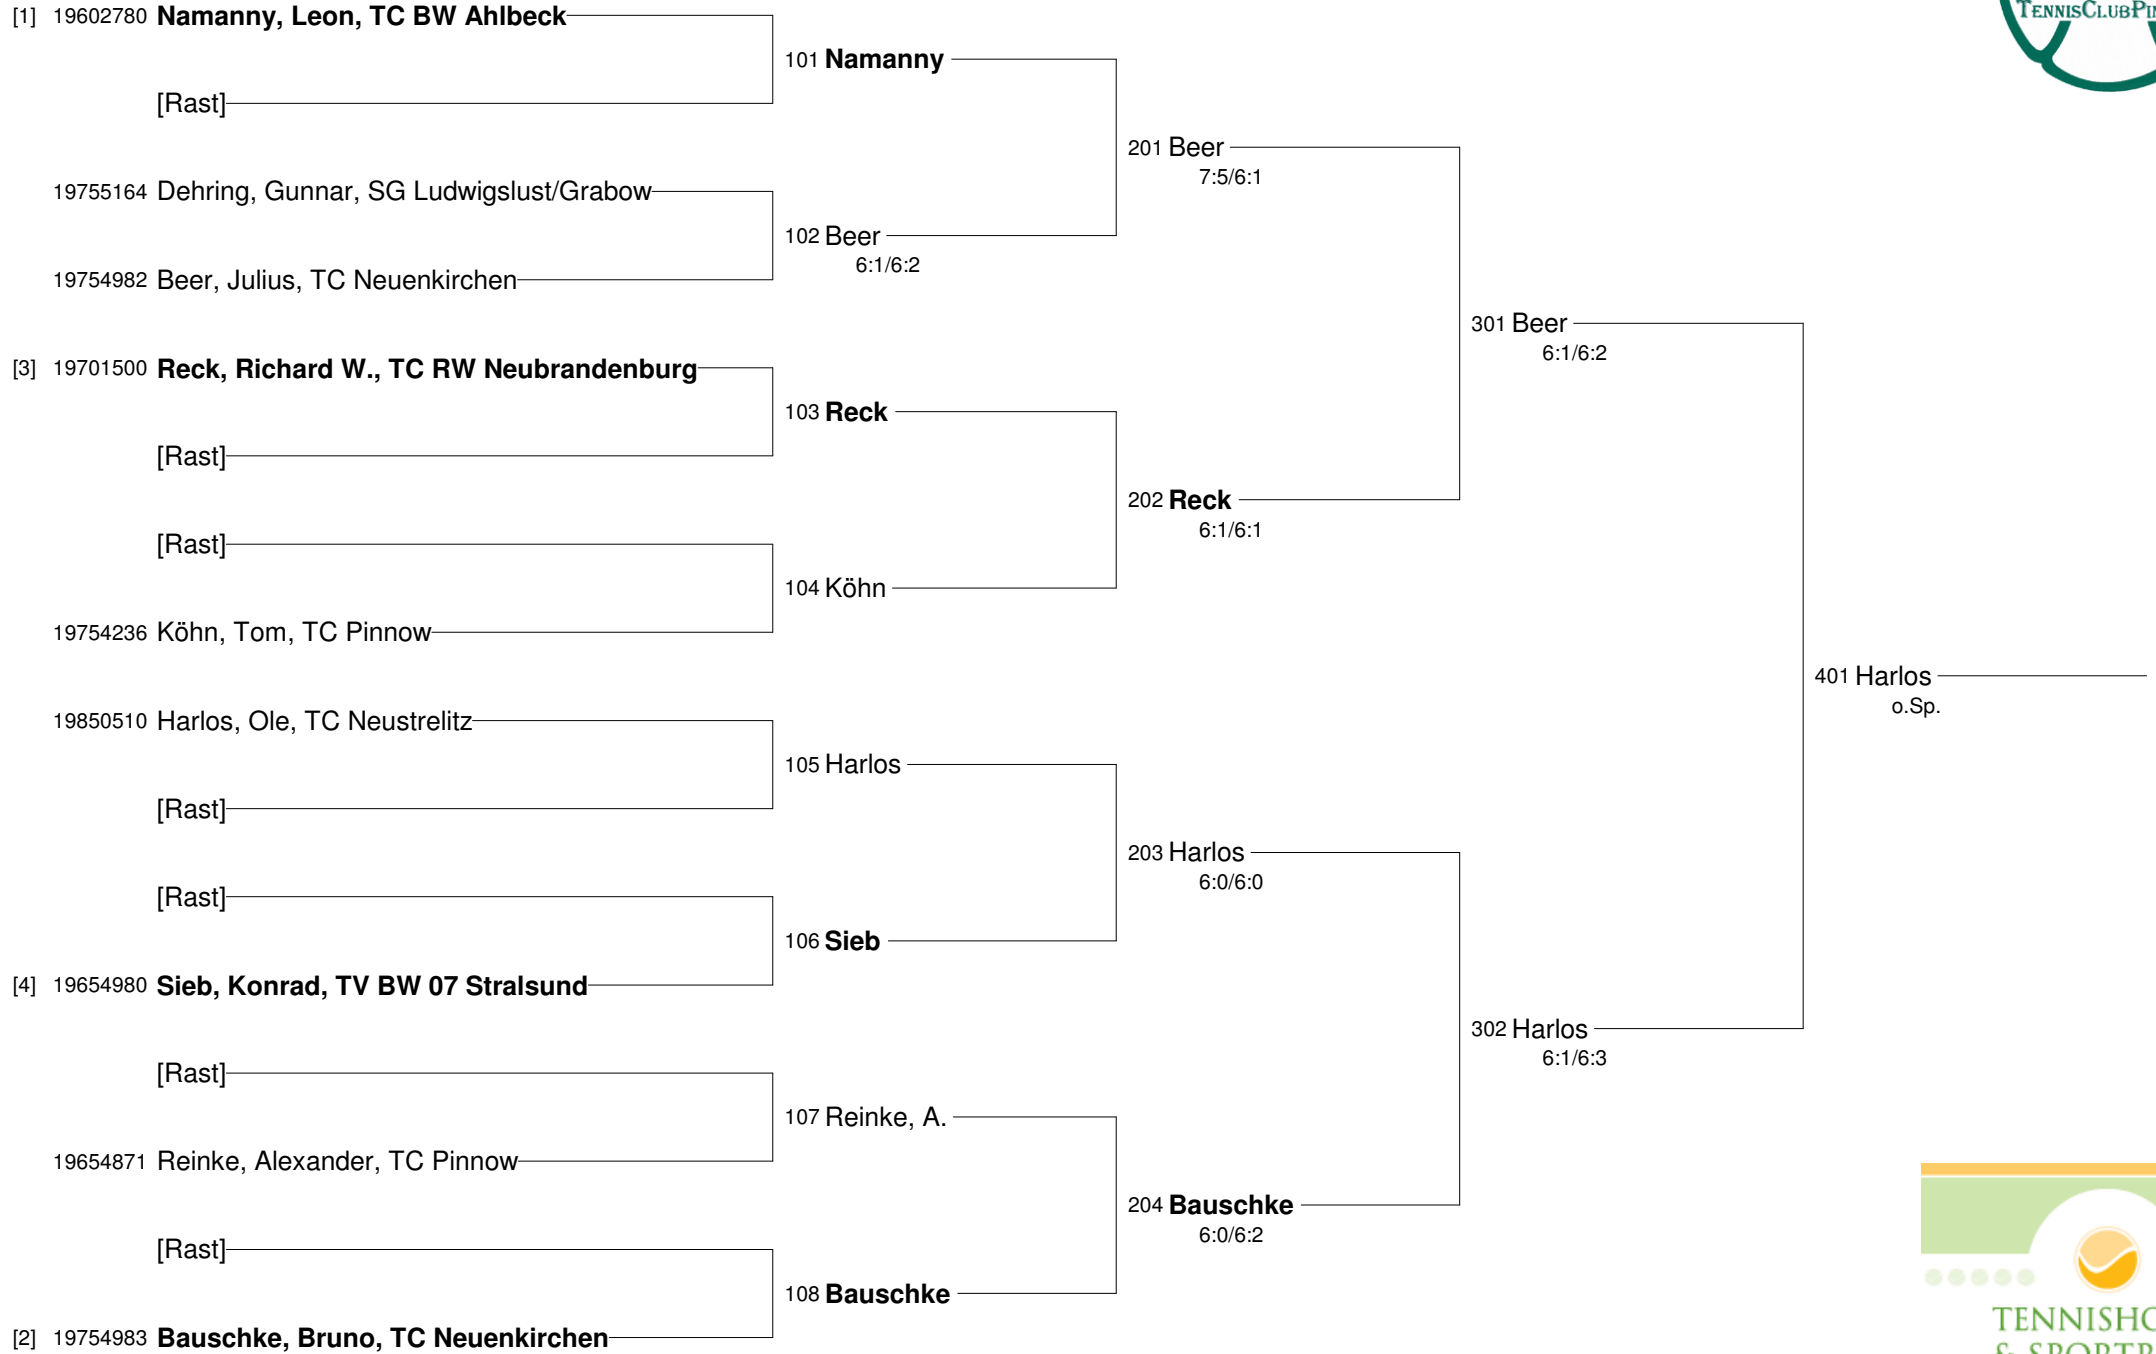 [1] 19602780 Namanny, Leon, TC BW Ahlbeck
101 Namanny
[Rast]
201 Beer
7:5/6:1
19755164 Dehring, Gunnar, SG Ludwigslust/Grabow
102 Beer
6:1/6:2
19754982 Beer, Julius, TC Neuenkirchen
301 Beer
6:1/6:2
[3] 19701500 Reck, Richard W., TC RW Neubrandenburg
103 Reck
[Rast]
202 Reck
6:1/6:1
[Rast]
104 Köhn
19754236 Köhn, Tom, TC Pinnow
401 Harlos
o.Sp.
19850510 Harlos, Ole, TC Neustrelitz
105 Harlos
[Rast]
203 Harlos
6:0/6:0
[Rast]
106 Sieb
[4] 19654980 Sieb, Konrad, TV BW 07 Stralsund
302 Harlos
6:1/6:3
[Rast]
107 Reinke, A.
19654871 Reinke, Alexander, TC Pinnow
204 Bauschke
6:0/6:2
[Rast]
108 Bauschke
[2] 19754983 Bauschke, Bruno, TC Neuenkirchen